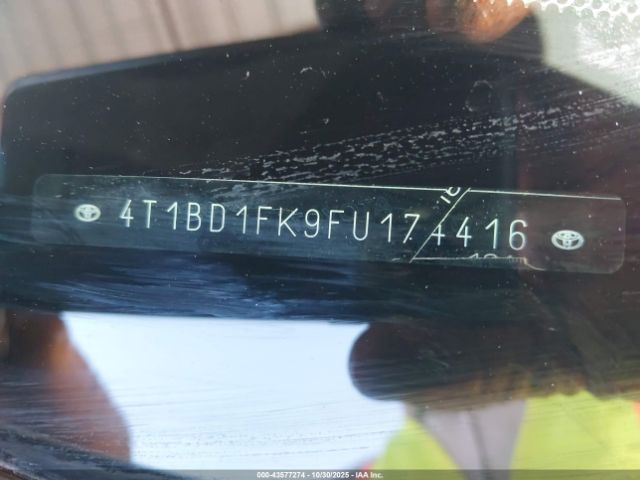 4T1BD1FK9FU174416
000-43577274 - 10/30/2025 - IAA Inc.